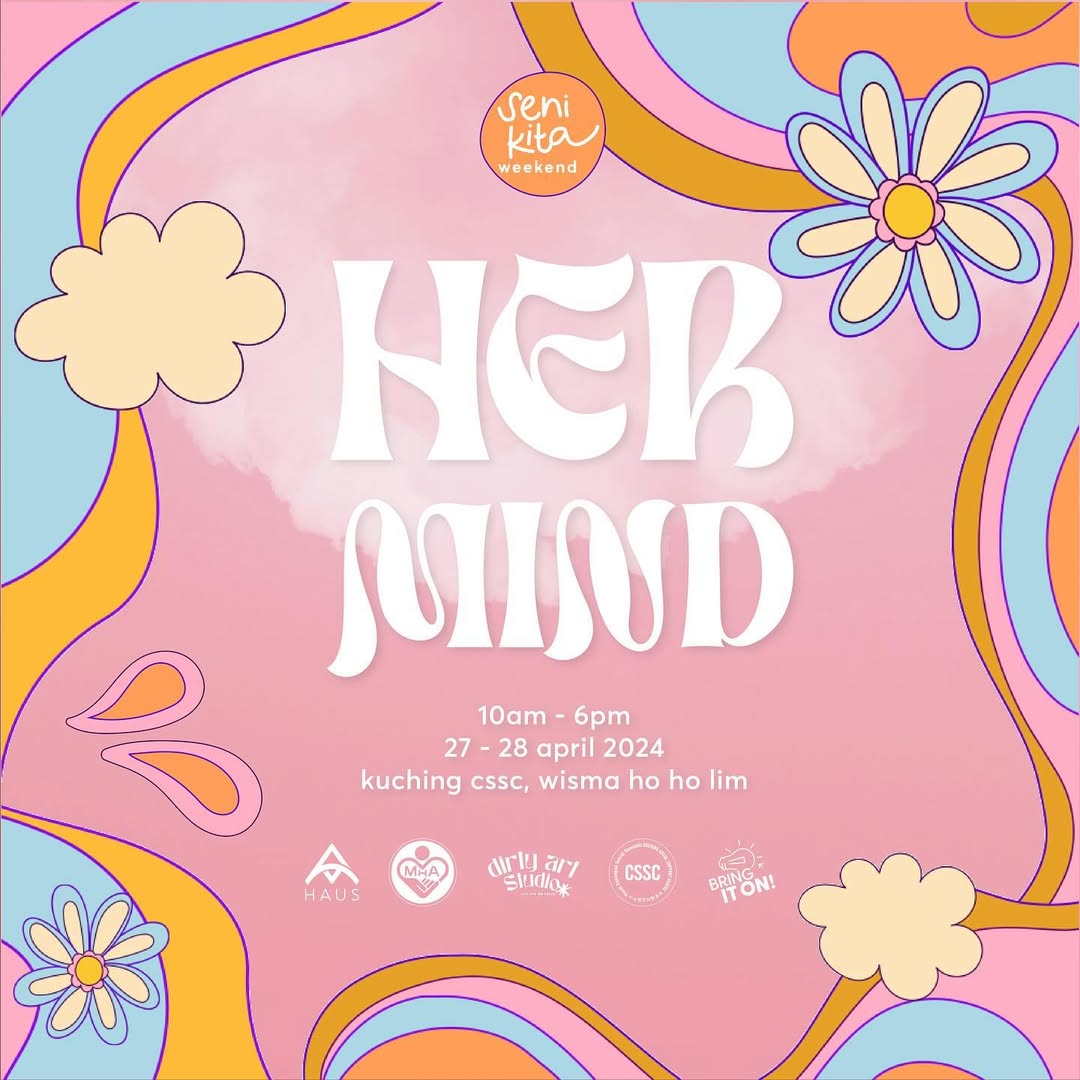 seni
kita
weekend
HER
MIND
10am - 6pm
27 - 28 april 2024
kuching cssc, wisma ho ho lim
HAUS
MHA
dirty art
studio
CSSC
BRING
IT ON!